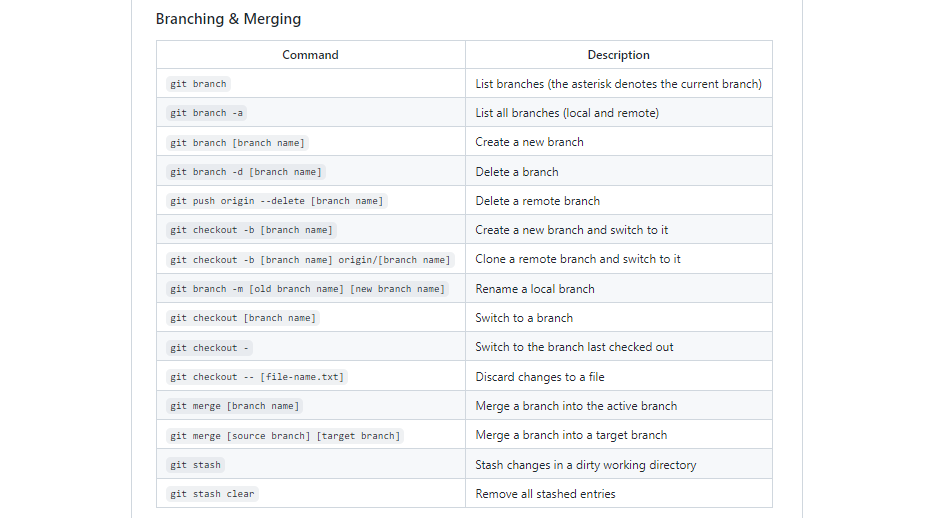 Branching & Merging
Command Description
git branch List branches (the asterisk denotes the current branch)
git branch -a List all branches (local and remote)
git branch [branch name] Create a new branch
git branch -d [branch name] Delete a branch
git push origin --delete [branch name] Delete a remote branch
git checkout -b [branch name] Create a new branch and switch to it
git checkout -b [branch name] origin/[branch name] Clone a remote branch and switch to it
git branch -m [old branch name] [new branch name] Rename a local branch
git checkout [branch name] Switch to a branch
git checkout - Switch to the branch last checked out
git checkout -- [file-name.txt] Discard changes to a file
git merge [branch name] Merge a branch into the active branch
git merge [source branch] [target branch] Merge a branch into a target branch
git stash Stash changes in a dirty working directory
git stash clear Remove all stashed entries